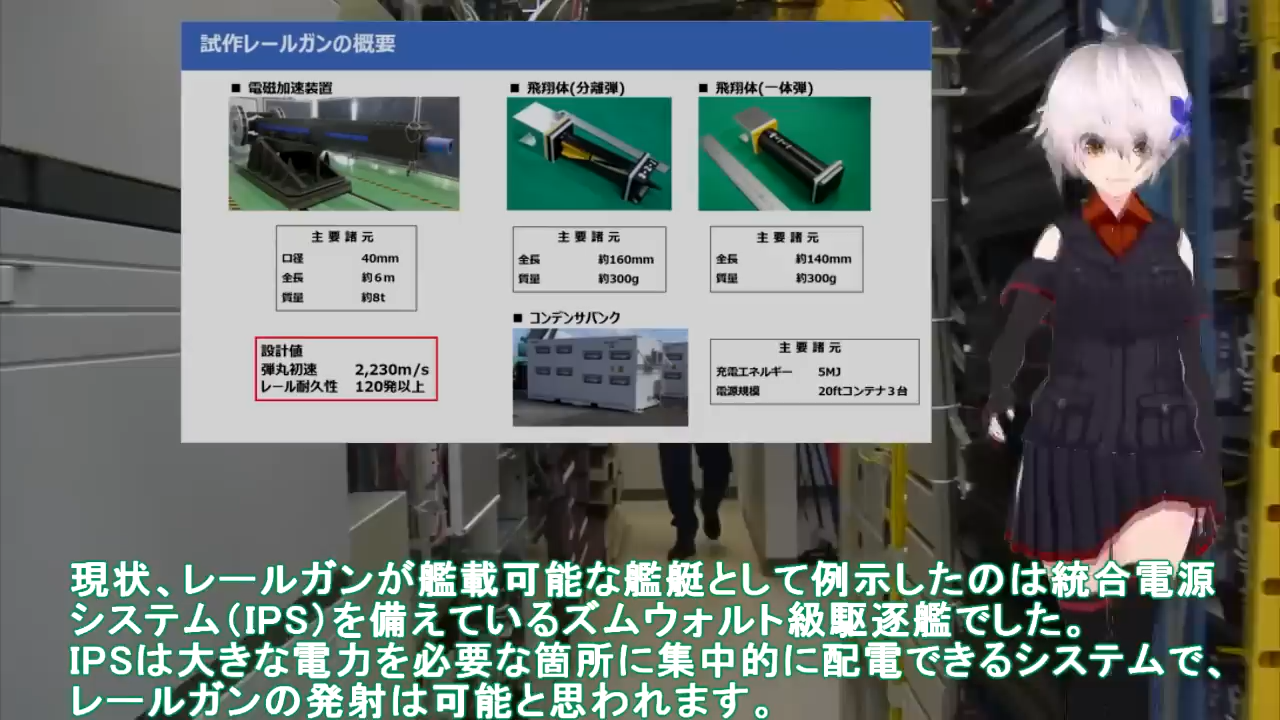 試作レールガンの概要
■ 電磁加速装置
■ 飛翔体(分離弾)
■ 飛翔体(一体弾)
主要諸元
口径 40mm
全長 約6m
質量 約8t
主要諸元
全長 約160mm
質量 約300g
主要諸元
全長 約140mm
質量 約300g
設計値
弾丸初速 2,230m/s
レール耐久性 120発以上
■ コンデンサバンク
主要諸元
充電エネルギー 5MJ
電源規模 20ftコンテナ3台
現状、レールガンが艦載可能な艦艇として例示したのは統合電源
システム(IPS)を備えているズムウォルト級駆逐艦でした。
IPSは大きな電力を必要な箇所に集中的に配電できるシステムで、
レールガンの発射は可能と思われます。